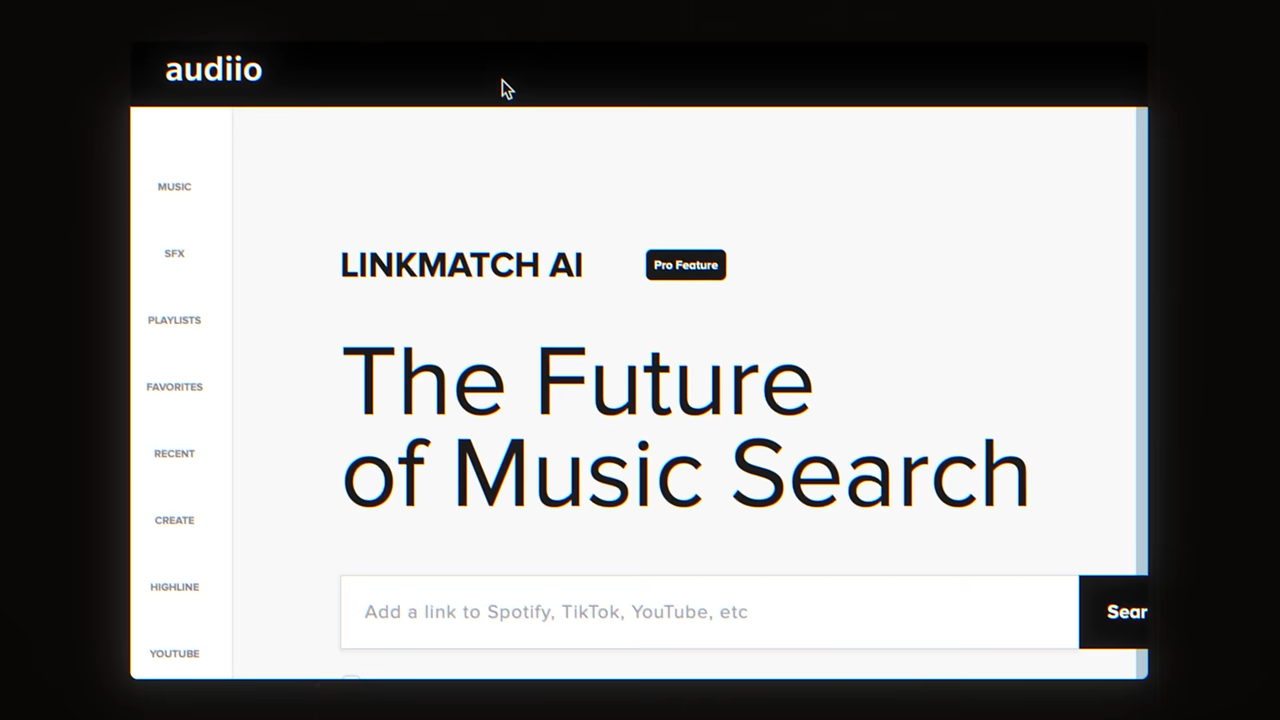 audiio
MUSIC
SFX
PLAYLISTS
FAVORITES
RECENT
CREATE
HIGHLINE
YOUTUBE
LINKMATCH AI
Pro Feature
The Future
of Music Search
Add a link to Spotify, TikTok, YouTube, etc
Sear